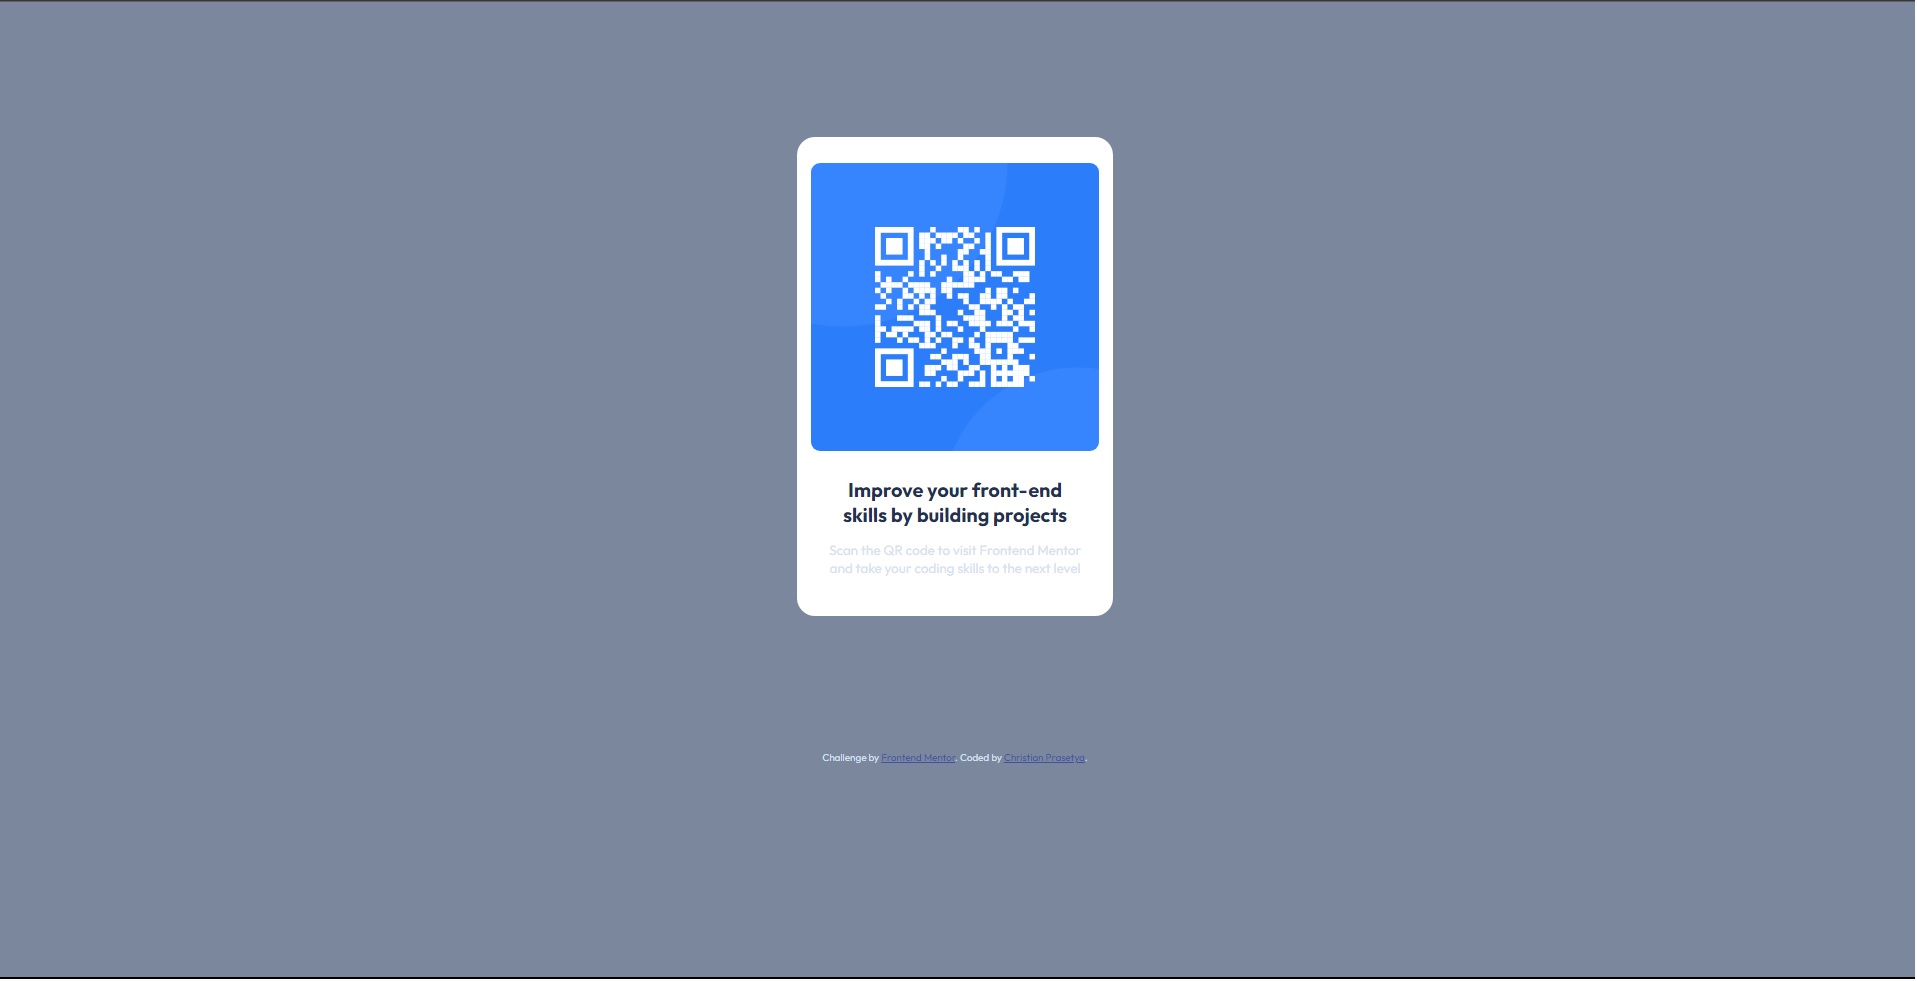 Improve your front-end
skills by building projects
Scan the QR code to visit Frontend Mentor
and take your coding skills to the next level
Challenge by Frontend Mentor. Coded by Christian Prasetya.